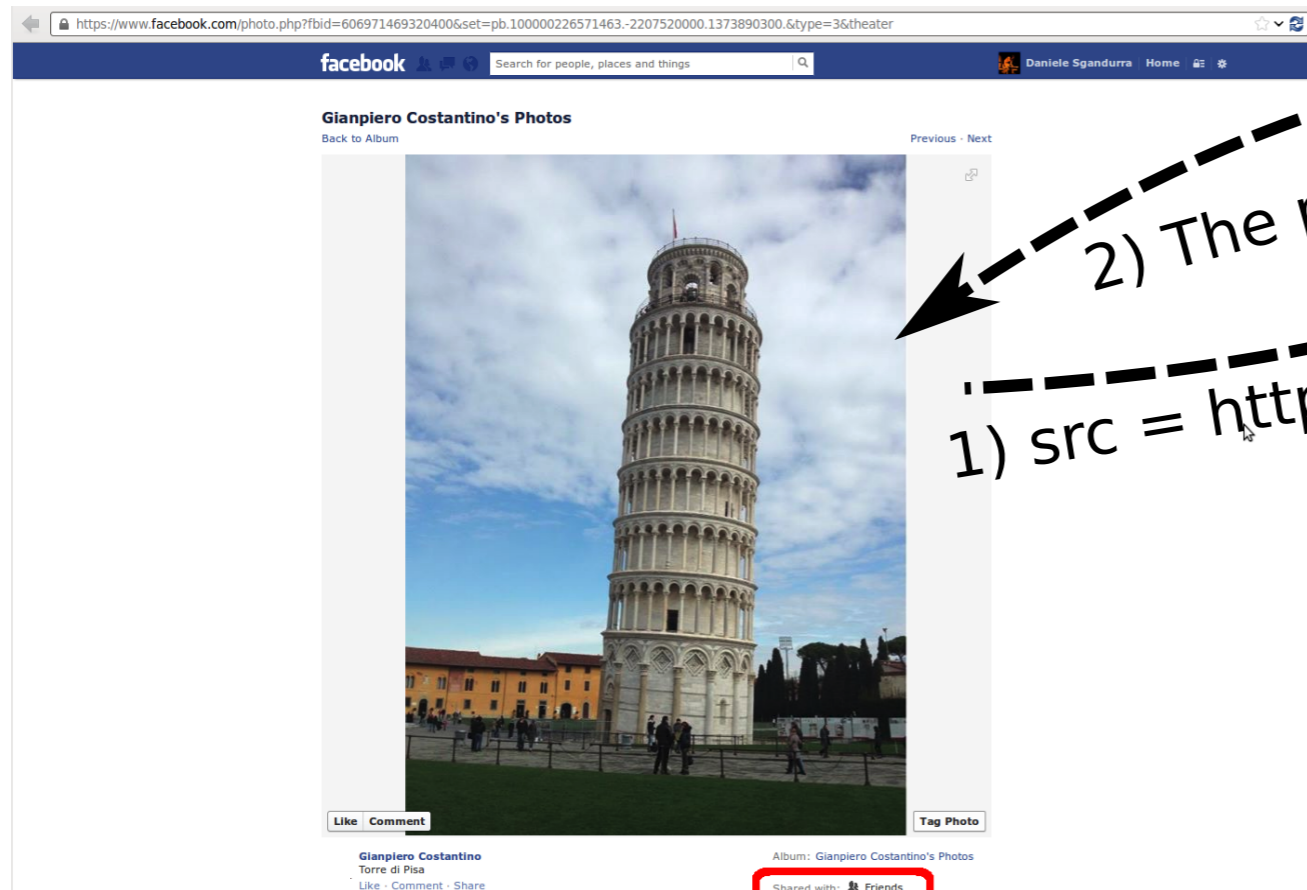 https://www.facebook.com/photo.php?fbid=606971469320400&set=pb.100000226571463.-2207520000.1373890300.&type=3&theater
facebook
Search for people, places and things
Daniele Sgandurra Home
Gianpiero Costantino's Photos
Back to Album
Previous · Next
2) The
1) src = http
Like Comment
Tag Photo
Gianpiero Costantino
Torre di Pisa
Like · Comment · Share
Album: Gianpiero Costantino's Photos
Shared with: Friends